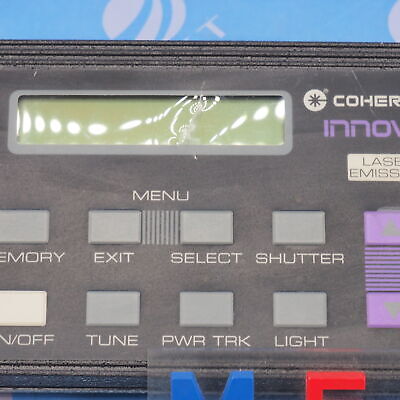 COHER
INNOV
LASE
EMISS
MENU
EMORY EXIT SELECT SHUTTER
N/OFF TUNE PWR TRK LIGHT